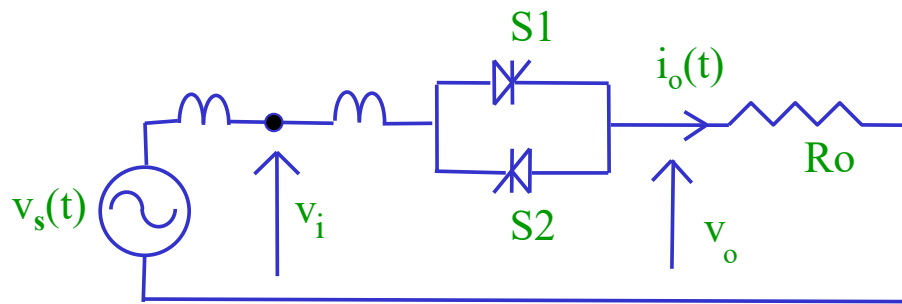 S1
i_o(t)
Ro
v_s(t)
v_i
S2
v_o